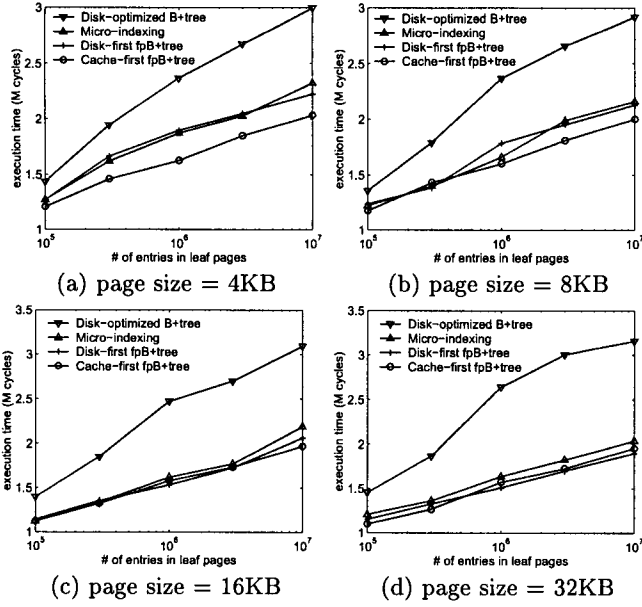 Disk-optimized B+tree
Micro-indexing
Disk-first fpB+tree
Cache-first fpB+tree
execution time (M cycles)
3
2.5
2
1.5
1
10^5
10^6
10^7
# of entries in leaf pages
(a) page size = 4KB
Disk-optimized B+tree
Micro-indexing
Disk-first fpB+tree
Cache-first fpB+tree
execution time (M cycles)
3
2.5
2
1.5
1
10^5
10^6
10^7
# of entries in leaf pages
(b) page size = 8KB
Disk-optimized B+tree
Micro-indexing
Disk-first fpB+tree
Cache-first fpB+tree
execution time (M cycles)
3.5
3
2.5
2
1.5
1
10^5
10^6
10^7
# of entries in leaf pages
(c) page size = 16KB
Disk-optimized B+tree
Micro-indexing
Disk-first fpB+tree
Cache-first fpB+tree
execution time (M cycles)
3.5
3
2.5
2
1.5
1
10^5
10^6
10^7
# of entries in leaf pages
(d) page size = 32KB